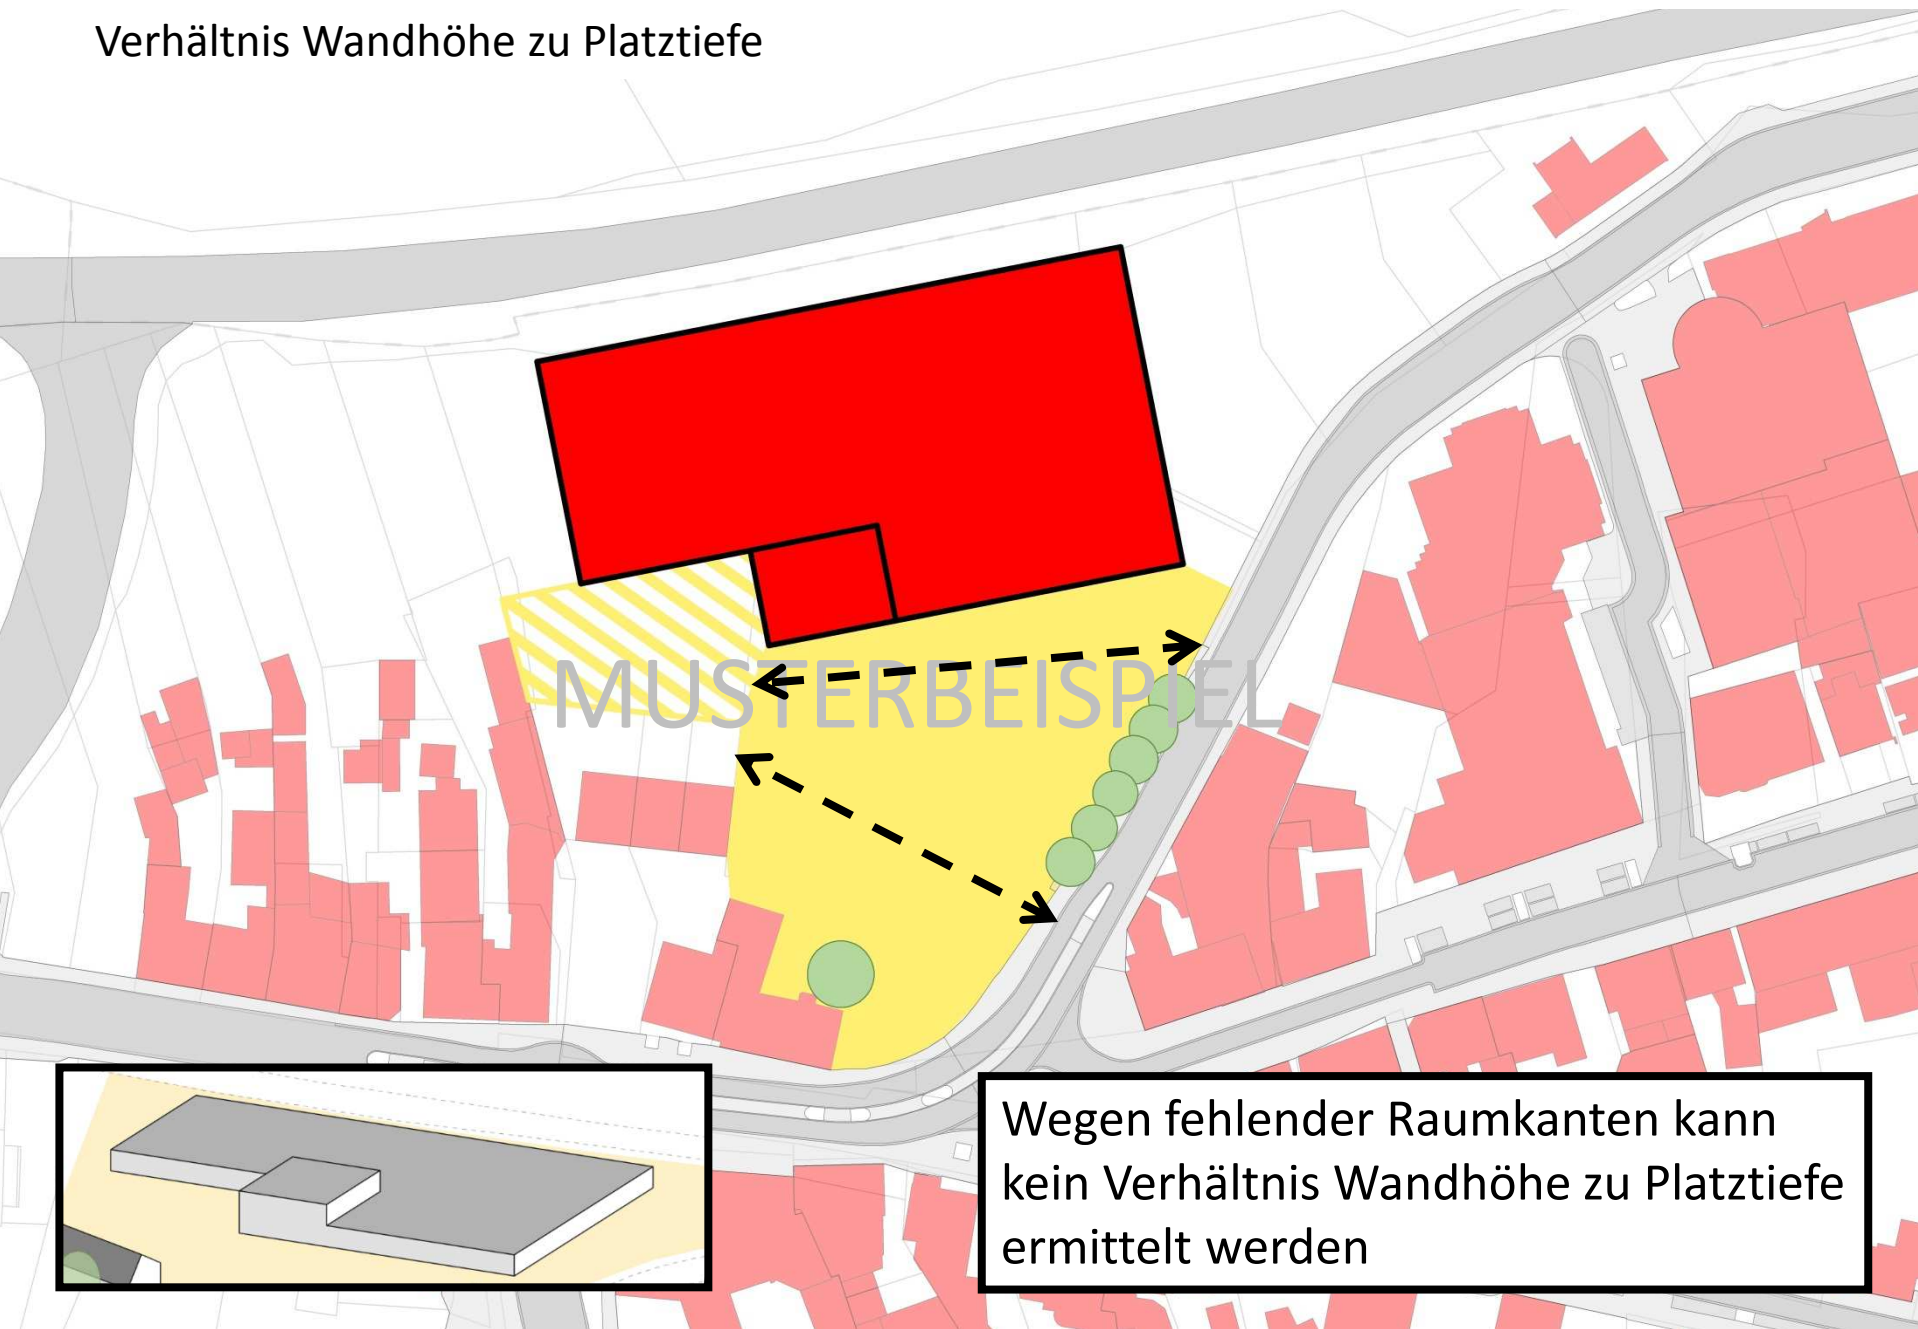 Verhältnis Wandhöhe zu Platztiefe
MUSTERBEISPIEL
Wegen fehlender Raumkanten kann
kein Verhältnis Wandhöhe zu Platztiefe
ermittelt werden